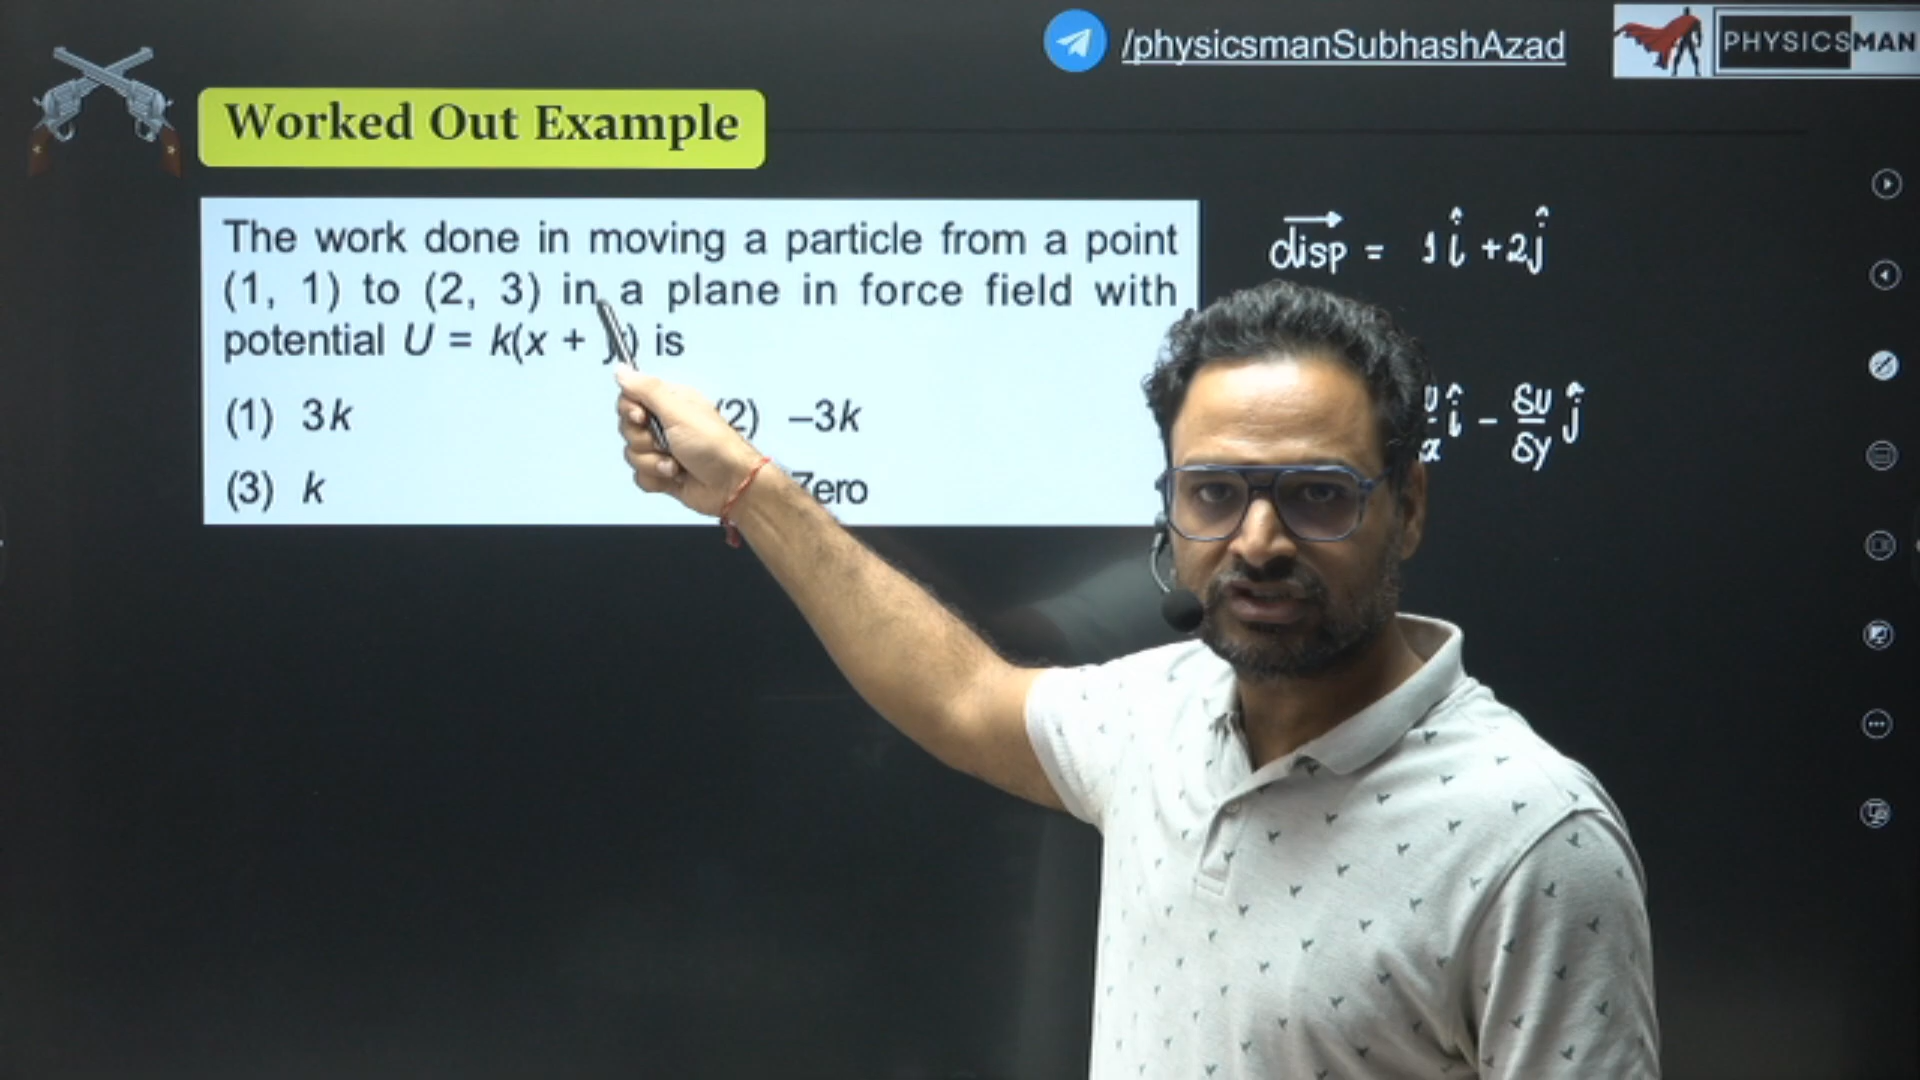 /physicsmanSubhashAzad
PHYSICSMAN
Worked Out Example
The work done in moving a particle from a point
(1, 1) to (2, 3) in a plane in force field with
potential U = k(x + y) is
(1) 3k (2) –3k
(3) k Zero
disp = 1î + 2ĵ
î - δU/δy ĵ